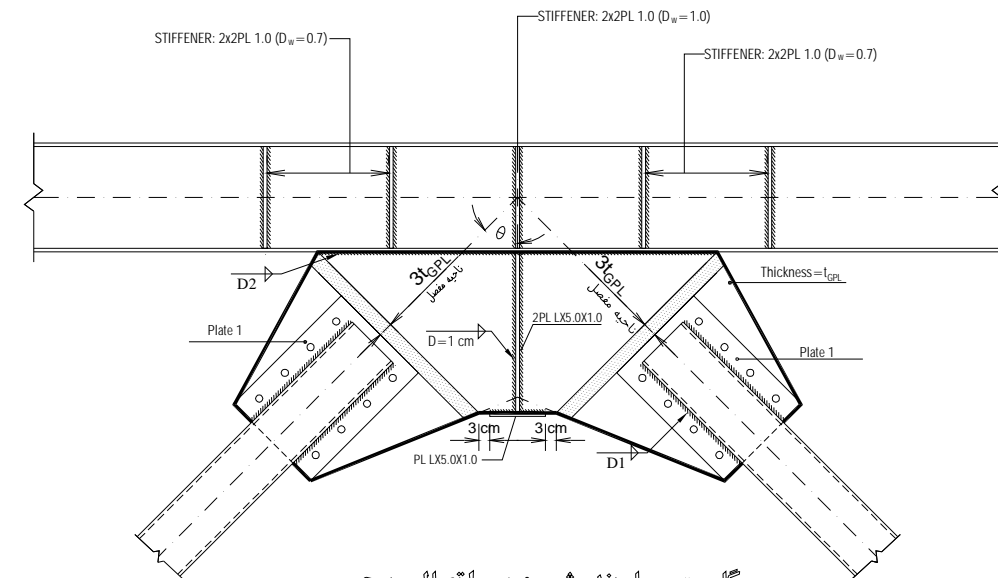 STIFFENER: 2x2PL 1.0 (Dw=1.0)
STIFFENER: 2x2PL 1.0 (Dw=0.7)
STIFFENER: 2x2PL 1.0 (Dw=0.7)
θ
3tGPL
ناحیه مفصل
3tGPL
ناحیه مفصل
Thickness=tGPL
D2
2PL LX5.0X1.0
Plate 1
D=1 cm
Plate 1
3 cm
3 cm
PL LX5.0X1.0
D1